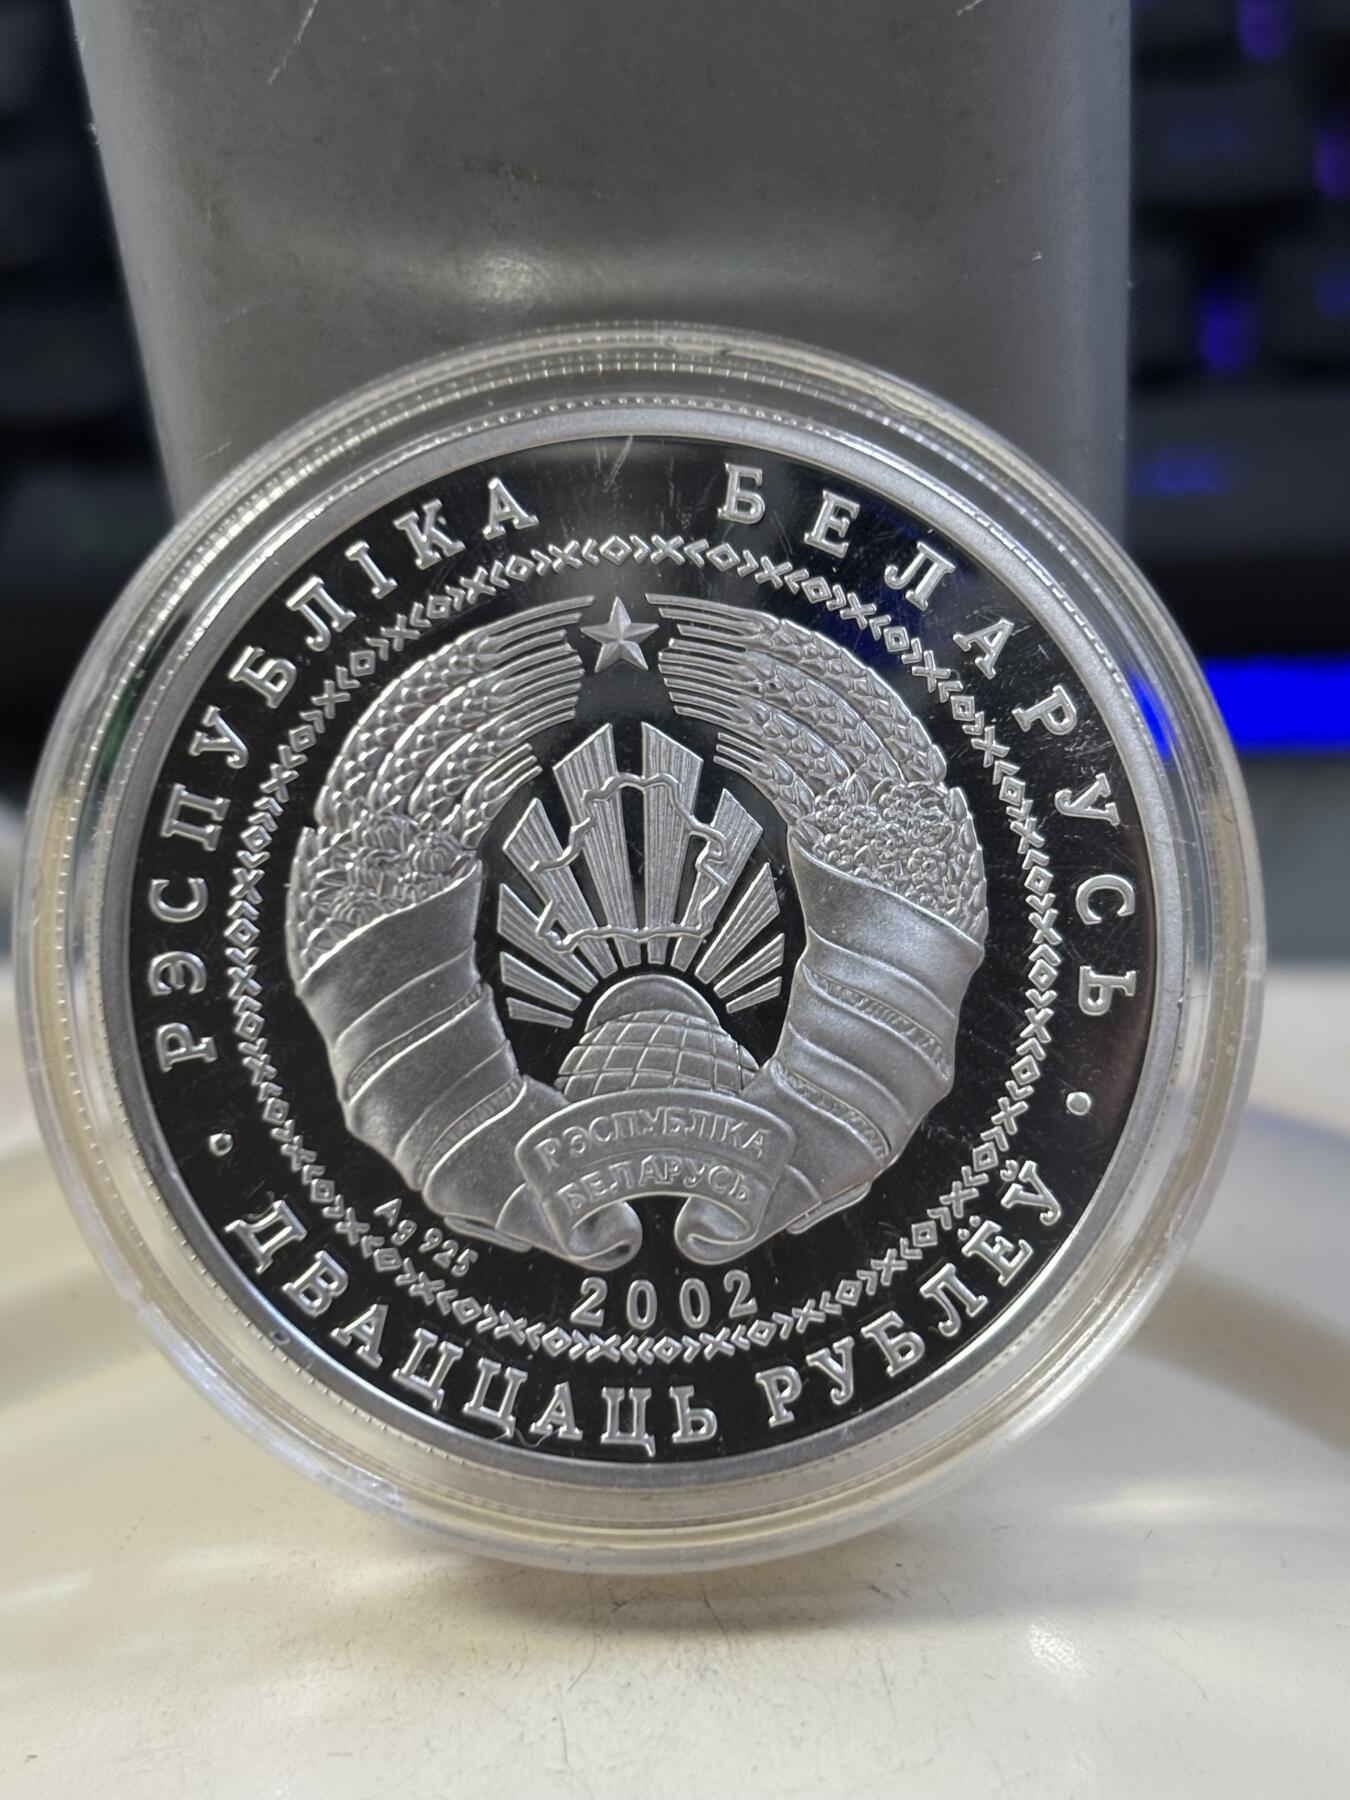 РЭСПУБЛІКА БЕЛАРУСЬ
РЭСПУБЛІКА
БЕЛАРУСЬ
Ag 925
2002
ДВАЦЦАЦЬ РУБЛЁЎ